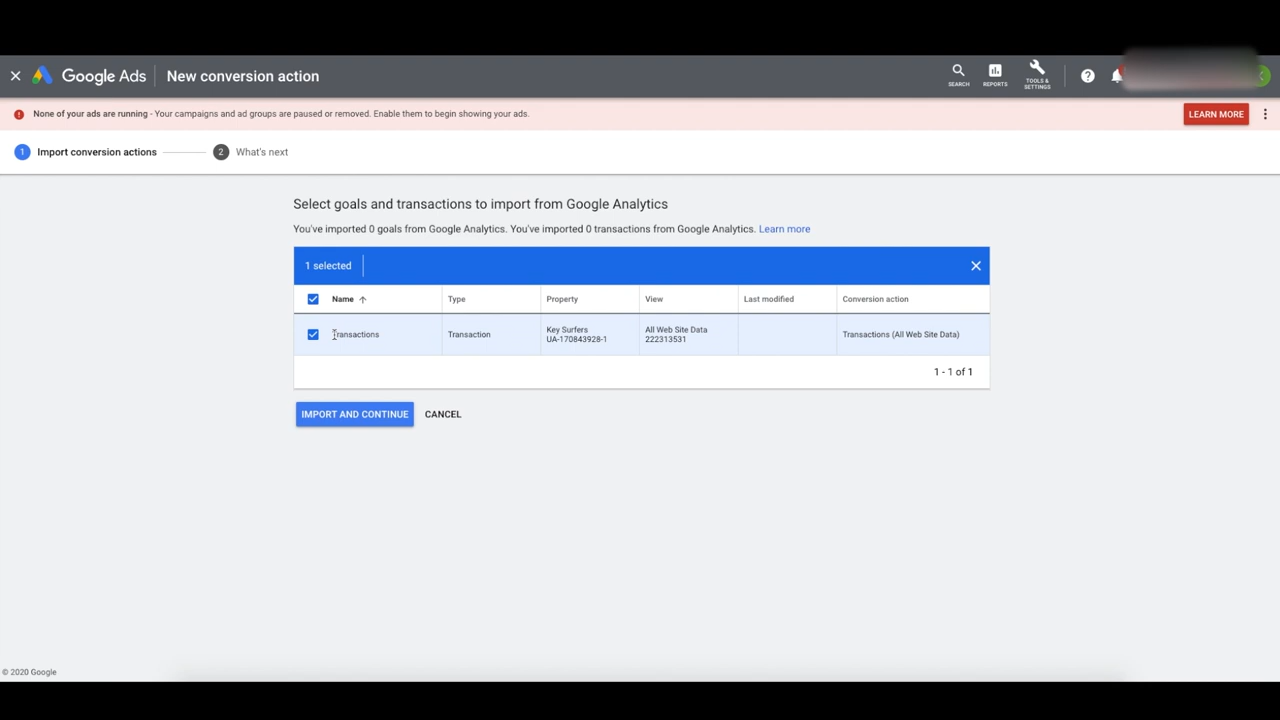 Google Ads New conversion action
SEARCH
REPORTS
TOOLS &
SETTINGS
None of your ads are running - Your campaigns and ad groups are paused or removed. Enable them to begin showing your ads.
LEARN MORE
1 Import conversion actions
2 What's next
Select goals and transactions to import from Google Analytics
You've imported 0 goals from Google Analytics. You've imported 0 transactions from Google Analytics. Learn more
1 selected
Name Type Property View Last modified Conversion action
Transactions Transaction Key Surfers All Web Site Data Transactions (All Web Site Data)
UA-170843928-1 222313531
1 - 1 of 1
IMPORT AND CONTINUE CANCEL
© 2020 Google